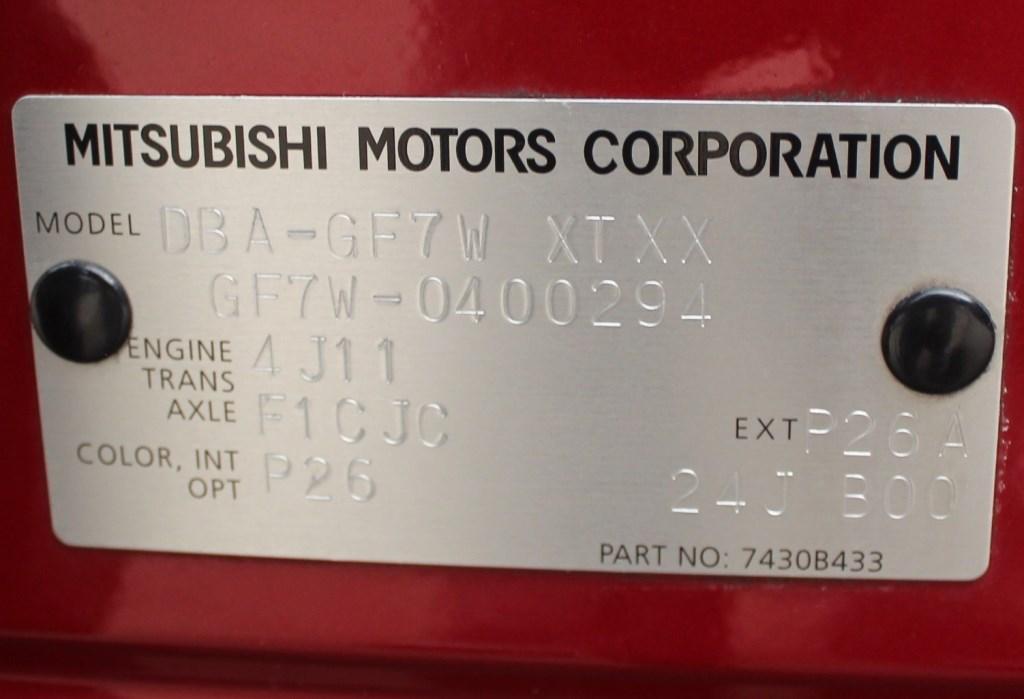 MITSUBISHI MOTORS CORPORATION
MODEL DBA-GF7W XTXX
GF7W-0400294
ENGINE 4J11
TRANS
AXLE F1CJC
EXT P26A
COLOR, INT P26
OPT 24J B00
PART NO: 7430B433